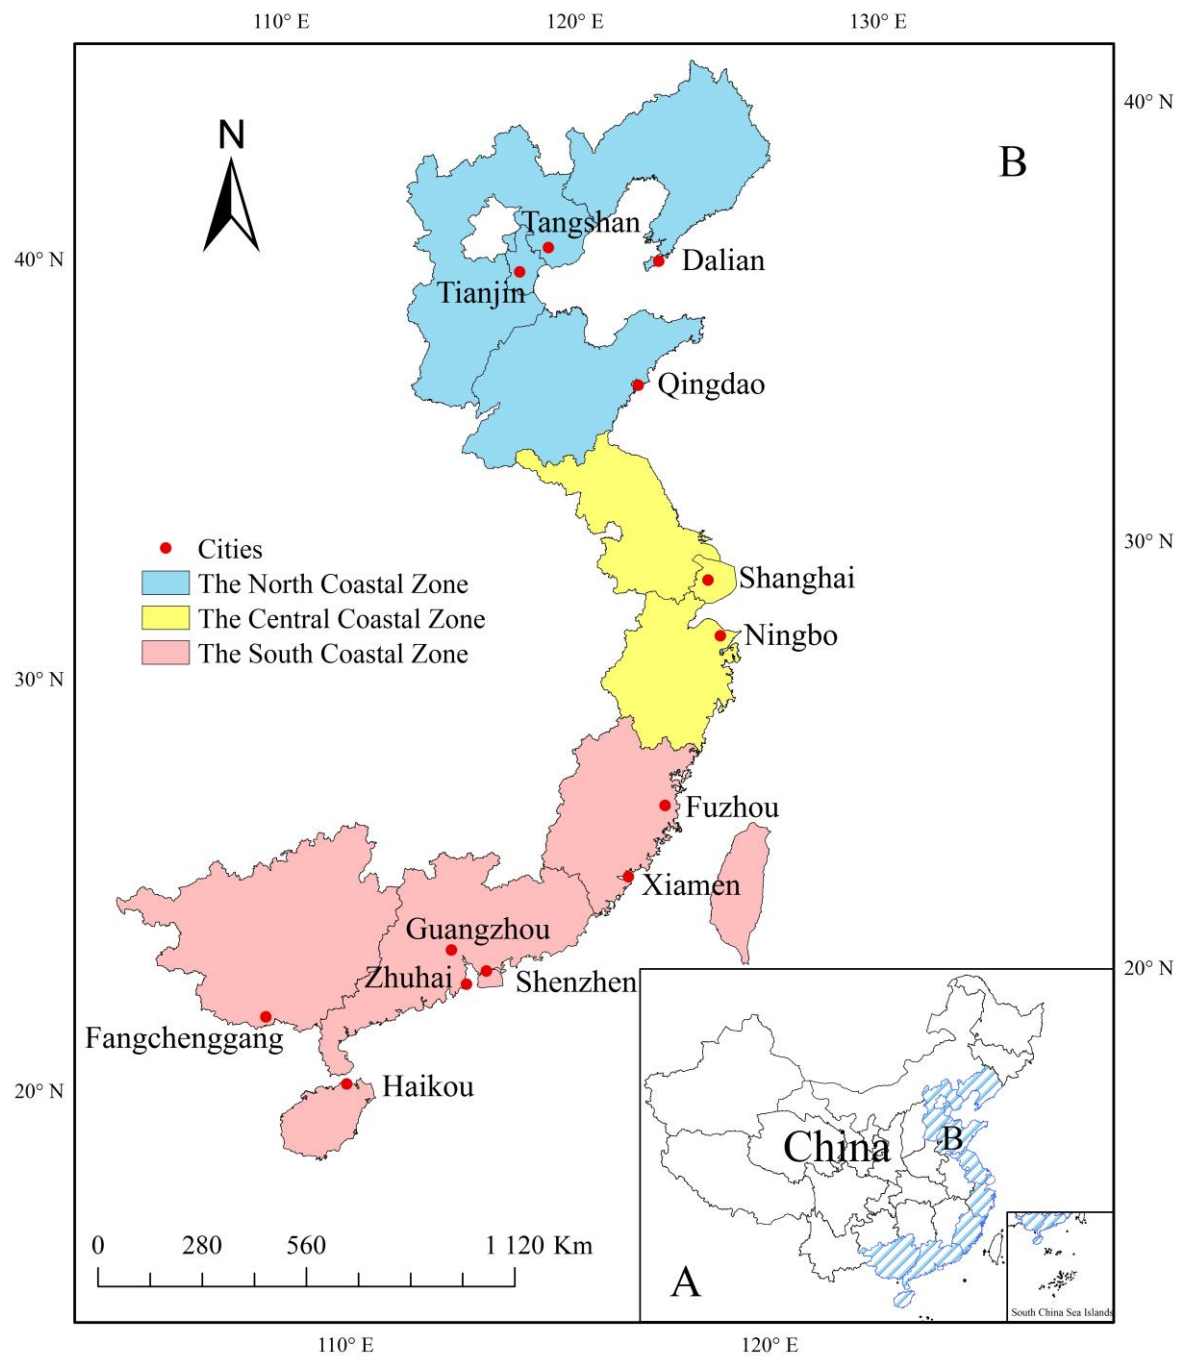 110° E 120° E 130° E
40° N
N
B
Tangshan
40° N
Dalian
Tianjin
Qingdao
30° N
Cities
The North Coastal Zone
Shanghai
The Central Coastal Zone
Ningbo
The South Coastal Zone
30° N
Fuzhou
Xiamen
Guangzhou
20° N
Zhuhai
Shenzhen
Fangchenggang
Haikou
20° N
China
B
0 280 560 1 120 Km
A
South China Sea Islands
110° E 120° E